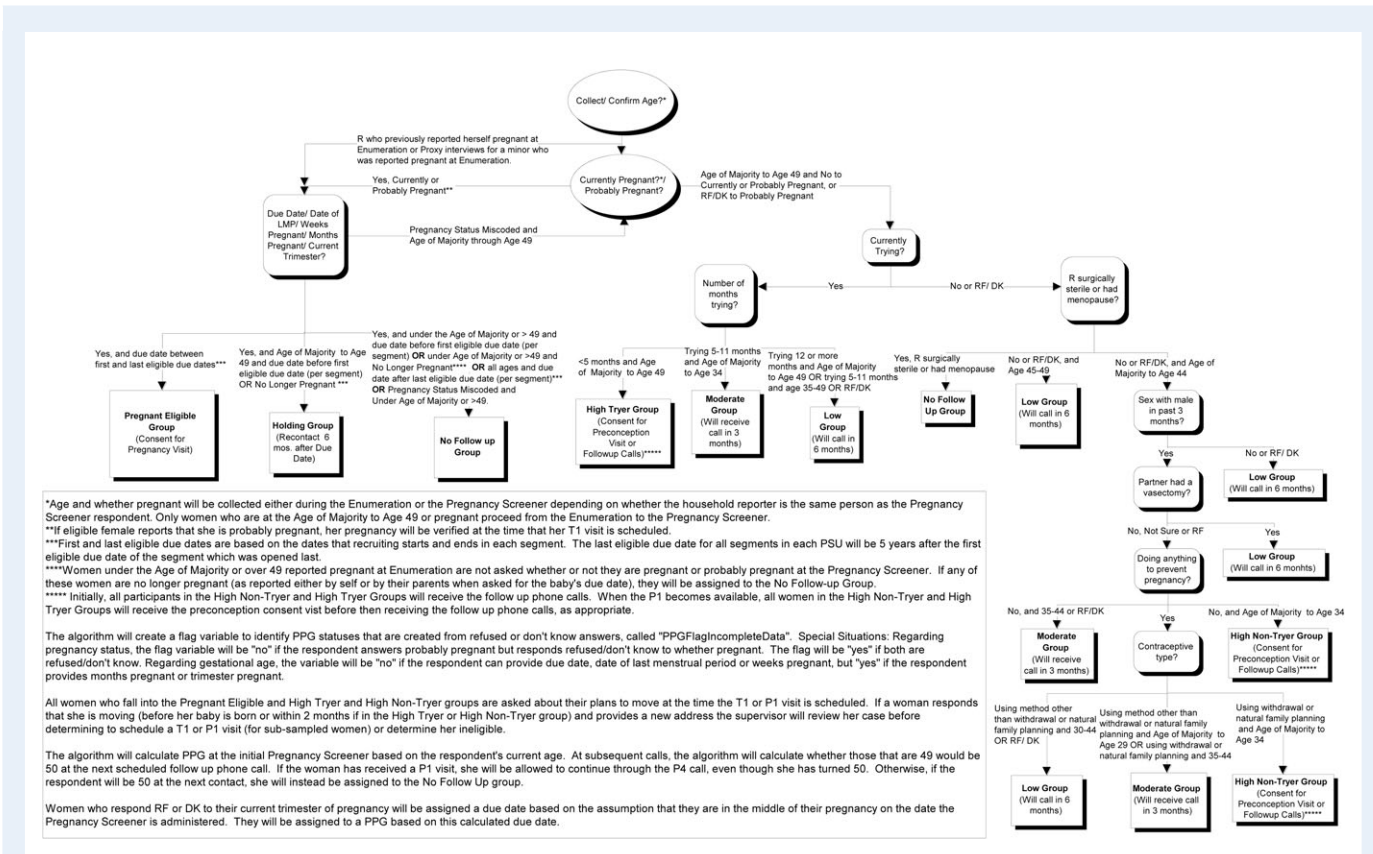 Collect/ Confirm Age?*
R who previously reported herself pregnant at
Enumeration or Proxy interviews for a minor who
was reported pregnant at Enumeration.
Currently Pregnant?*/
Probably Pregnant?
Yes, Currently or
Probably Pregnant**
Age of Majority to Age 49 and No to
Currently or Probably Pregnant, or
RF/DK to Probably Pregnant
Due Date/ Date of
LMP/ Weeks
Pregnant/ Months
Pregnant/ Current
Trimester?
Pregnancy Status Miscoded and
Age of Majority through Age 49
Currently
Trying?
Number of
months
trying?
Yes
No or RF/ DK
R surgically
sterile or had
menopause?
Yes, and due date between
first and last eligible due dates***
Yes, and Age of Majority to Age
49 and due date before first
eligible due date (per segment)
OR No Longer Pregnant ***
Yes, and under the Age of Majority or > 49 and
due date before first eligible due date (per
segment) OR under Age of Majority or >49 and
No Longer Pregnant**** OR all ages and due
date after last eligible due date (per segment)***
OR Pregnancy Status Miscoded and
Under Age of Majority or >49.
<5 months and Age
of Majority to Age 49
Trying 5-11 months
and Age of Majority
to Age 34
Trying 12 or more
months and Age of Majority
to Age 49 OR trying 5-11 months
and age 35-49 OR RF/DK
Yes, R surgically
sterile or had menopause
No or RF/DK, and
Age 45-49
No or RF/DK, and Age of
Majority to Age 44
Pregnant Eligible
Group
(Consent for
Pregnancy Visit)
Holding Group
(Recontact 6
mos. after Due
Date)
No Follow up
Group
High Tryer Group
(Consent for
Preconception
Visit or
Followup Calls)*****
Moderate
Group
(Will receive
call in 3
months)
Low
Group
(Will call in
6 months)
No Follow
Up Group
Low Group
(Will call in 6
months)
Sex with male
in past 3
months?
Yes
No or RF/ DK
Partner had a
vasectomy?
Low Group
(Will call in 6 months)
No, Not Sure or RF
Yes
Doing anything
to prevent
pregnancy?
Low Group
(Will call in 6 months)
No, and 35-44 or RF/DK
Yes
No, and Age of Majority to Age 34
Moderate
Group
(Will receive
call in 3 months)
Contraceptive
type?
High Non-Tryer Group
(Consent for
Preconception Visit or
Followup Calls)*****
Using method other
than withdrawal or natural
family planning and 30-44
OR RF/ DK
Using method other than
withdrawal or natural family
planning and Age of Majority to
Age 29 OR using withdrawal or
natural family planning and 35-44
Using withdrawal or
natural family planning
and Age of Majority to
Age 34
Low Group
(Will call in 6
months)
Moderate Group
(Will receive call
in 3 months)
High Non-Tryer Group
(Consent for
Preconception Visit or
Followup Calls)*****
*Age and whether pregnant will be collected either during the Enumeration or the Pregnancy Screener depending on whether the household reporter is the same person as the Pregnancy
Screener respondent. Only women who are at the Age of Majority to Age 49 or pregnant proceed from the Enumeration to the Pregnancy Screener.
**If eligible female reports that she is probably pregnant, her pregnancy will be verified at the time that her T1 visit is scheduled.
***First and last eligible due dates are based on the dates that recruiting starts and ends in each segment. The last eligible due date for all segments in each PSU will be 5 years after the first
eligible due date of the segment which was opened last.
****Women under the Age of Majority or over 49 reported pregnant at Enumeration are not asked whether or not they are pregnant or probably pregnant at the Pregnancy Screener. If any of
these women are no longer pregnant (as reported either by self or by their parents when asked for the baby's due date), they will be assigned to the No Follow-up Group.
***** Initially, all participants in the High Non-Tryer and High Tryer Groups will receive the follow up phone calls. When the P1 becomes available, all women in the High Non-Tryer and High
Tryer Groups will receive the preconception consent vist before then receiving the follow up phone calls, as appropriate.
The algorithm will create a flag variable to identify PPG statuses that are created from refused or don't know answers, called "PPGFlagIncompleteData". Special Situations: Regarding
pregnancy status, the flag variable will be "no" if the respondent answers probably pregnant but responds refused/don't know to whether pregnant. The flag will be "yes" if both are
refused/don't know. Regarding gestational age, the variable will be "no" if the respondent can provide due date, date of last menstrual period or weeks pregnant, but "yes" if the respondent
provides months pregnant or trimester pregnant.
All women who fall into the Pregnant Eligible and High Tryer and High Non-Tryer groups are asked about their plans to move at the time the T1 or P1 visit is scheduled. If a woman responds
that she is moving (before her baby is born or within 2 months if in the High Tryer or High Non-Tryer group) and provides a new address the supervisor will review her case before
determining to schedule a T1 or P1 visit (for sub-sampled women) or determine her ineligible.
The algorithm will calculate PPG at the initial Pregnancy Screener based on the respondent's current age. At subsequent calls, the algorithm will calculate whether those that are 49 would be
50 at the next scheduled follow up phone call. If the woman has received a P1 visit, she will be allowed to continue through the P4 call, even though she has turned 50. Otherwise, if the
respondent will be 50 at the next contact, she will instead be assigned to the No Follow Up group.
Women who respond RF or DK to their current trimester of pregnancy will be assigned a due date based on the assumption that they are in the middle of their pregnancy on the date the
Pregnancy Screener is administered. They will be assigned to a PPG based on this calculated due date.